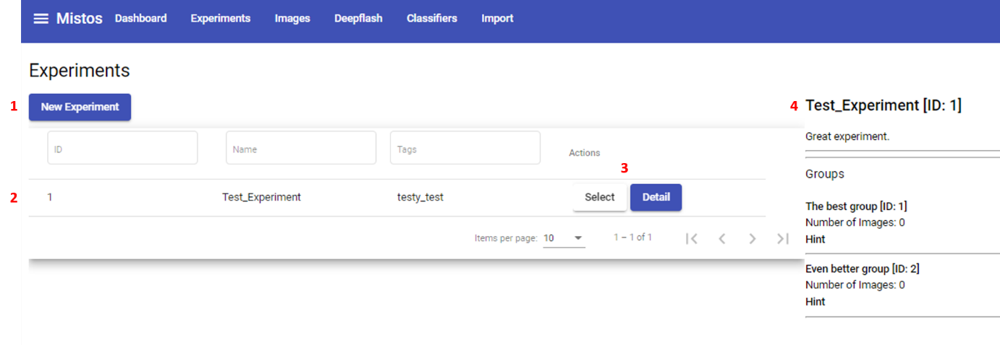 Mistos Dashboard Experiments Images Deepflash Classifiers Import
Experiments
1 New Experiment
ID Name Tags Actions
3
2 1 Test_Experiment testy_test Select Detail
Items per page: 10 1 – 1 of 1
4 Test_Experiment [ID: 1]
Great experiment.
Groups
The best group [ID: 1]
Number of Images: 0
Hint
Even better group [ID: 2]
Number of Images: 0
Hint